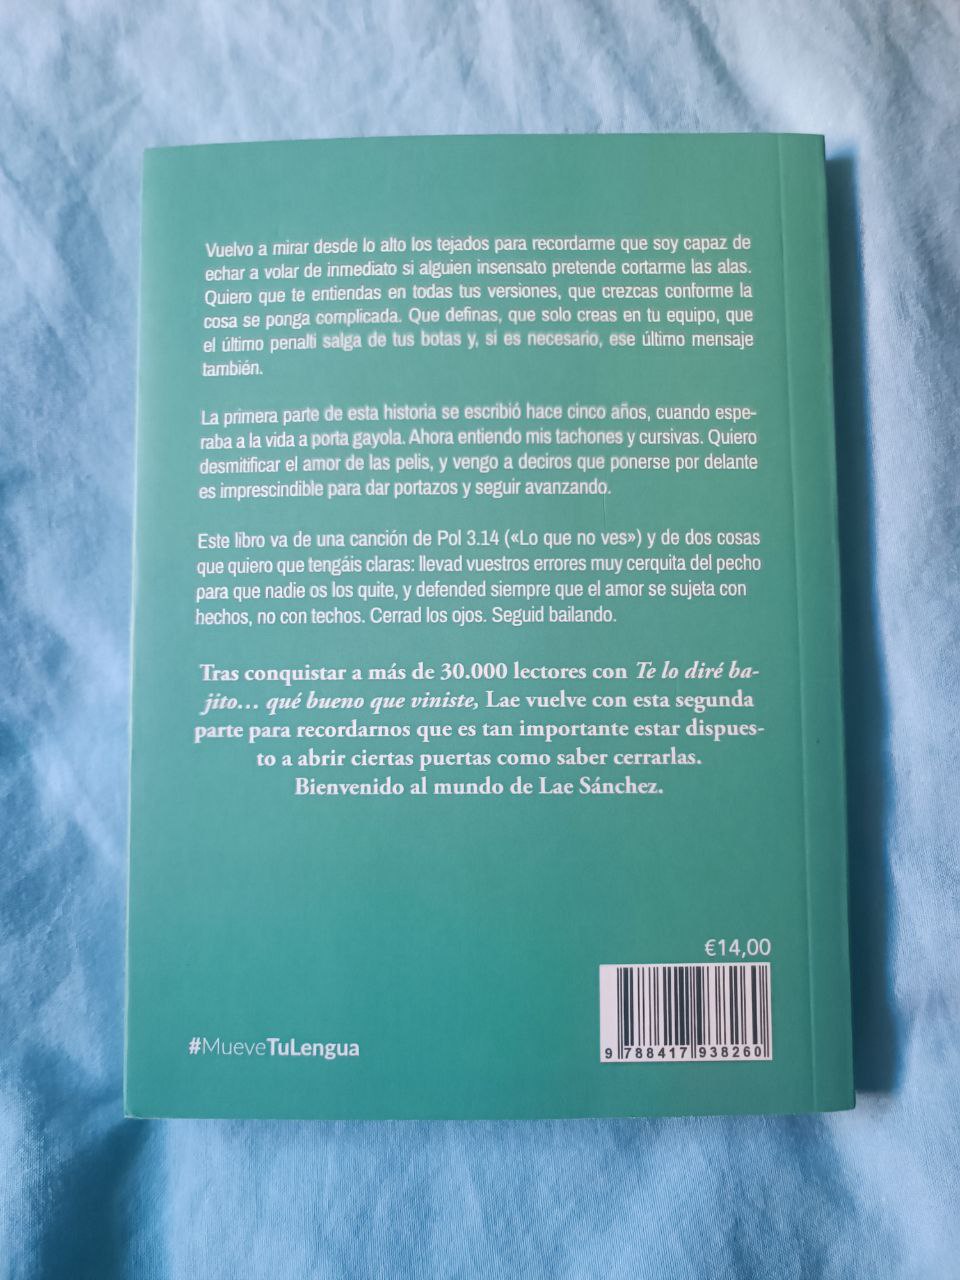 Vuelvo a mirar desde lo alto los tejados para recordarme que soy capaz de
echar a volar de inmediato si alguien insensato pretende cortarme las alas.
Quiero que te entiendas en todas tus versiones, que crezcas conforme la
cosa se ponga complicada. Que definas, que solo creas en tu equipo, que
el último penalti salga de tus botas y, si es necesario, ese último mensaje
también.
La primera parte de esta historia se escribió hace cinco años, cuando espe-
raba a la vida a porta gayola. Ahora entiendo mis tachones y cursivas. Quiero
desmitificar el amor de las pelis, y vengo a deciros que ponerse por delante
es imprescindible para dar portazos y seguir avanzando.
Este libro va de una canción de Pol 3.14 («Lo que no ves») y de dos cosas
que quiero que tengáis claras: llevad vuestros errores muy cerquita del pecho
para que nadie os los quite, y defended siempre que el amor se sujeta con
hechos, no con techos. Cerrad los ojos. Seguid bailando.
Tras conquistar a más de 30.000 lectores con Te lo diré ba-
jito... qué bueno que viniste, Lae vuelve con esta segunda
parte para recordarnos que es tan importante estar dispues-
to a abrir ciertas puertas como saber cerrarlas.
Bienvenido al mundo de Lae Sánchez.
€14,00
9 788417 938260
#MueveTuLengua